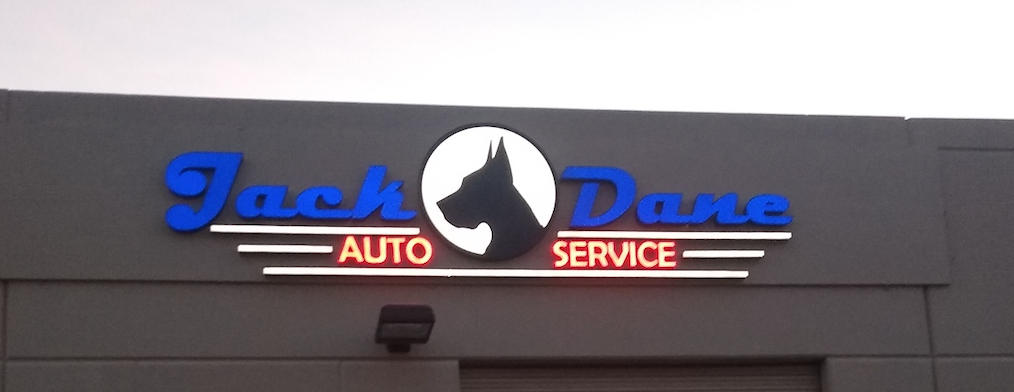 Jack Dane
AUTO SERVICE